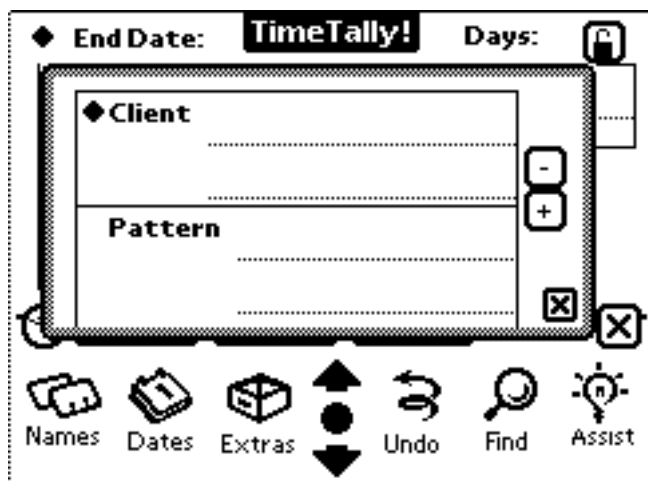 End Date: TimeTally! Days:
Client
Pattern
-
+
Names Dates Extras Undo Find Assist